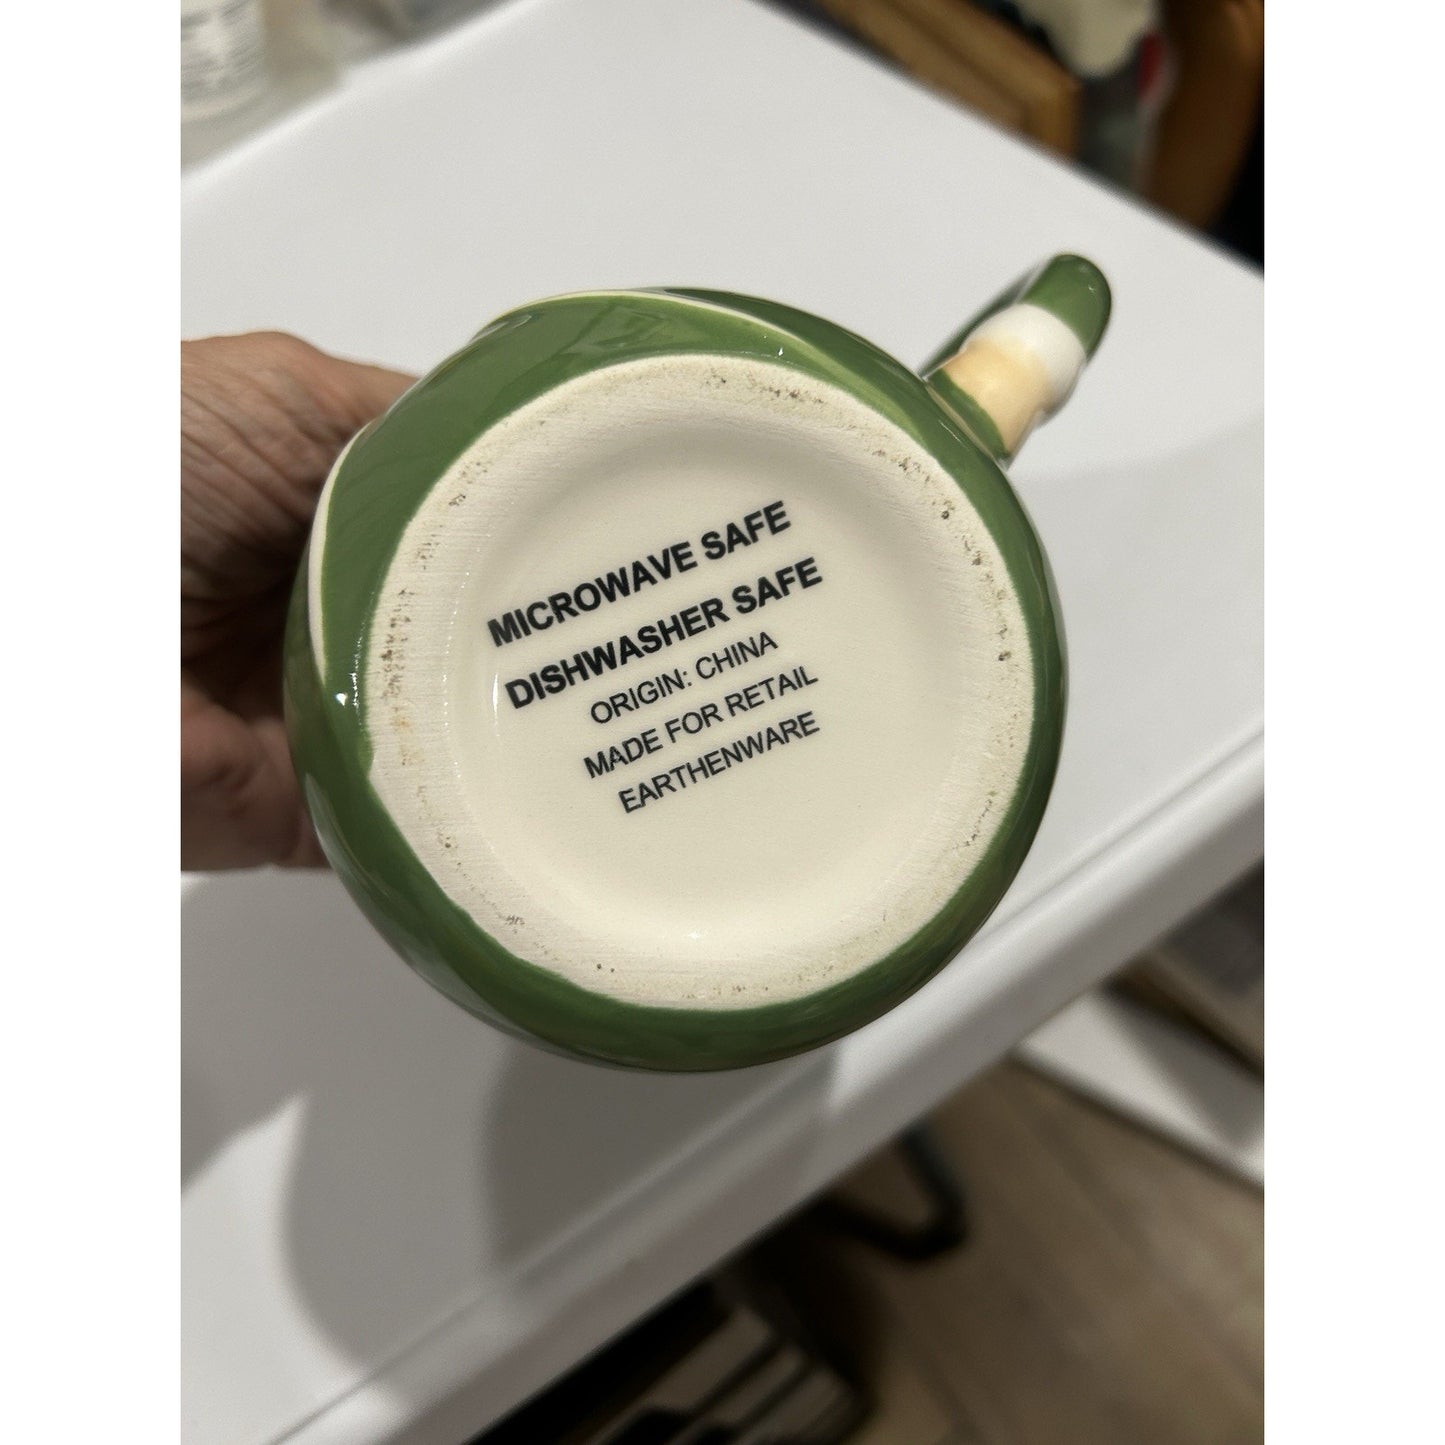 MICROWAVE SAFE
DISHWASHER SAFE
ORIGIN: CHINA
MADE FOR RETAIL
EARTHENWARE